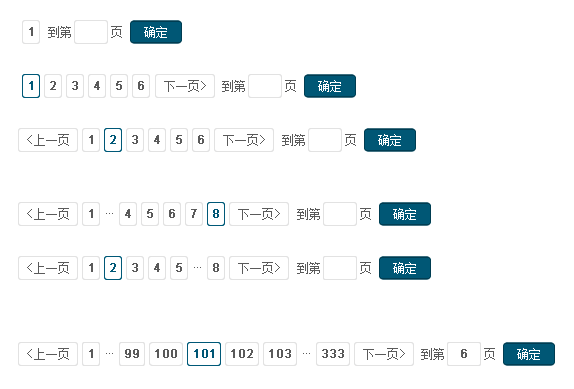 1 到第 页 确定
1 2 3 4 5 6 下一页> 到第 页 确定
<上一页 1 2 3 4 5 6 下一页> 到第 页 确定
<上一页 1 ··· 4 5 6 7 8 下一页> 到第 页 确定
<上一页 1 2 3 4 5 ··· 8 下一页> 到第 页 确定
<上一页 1 ··· 99 100 101 102 103 ··· 333 下一页> 到第 6 页 确定